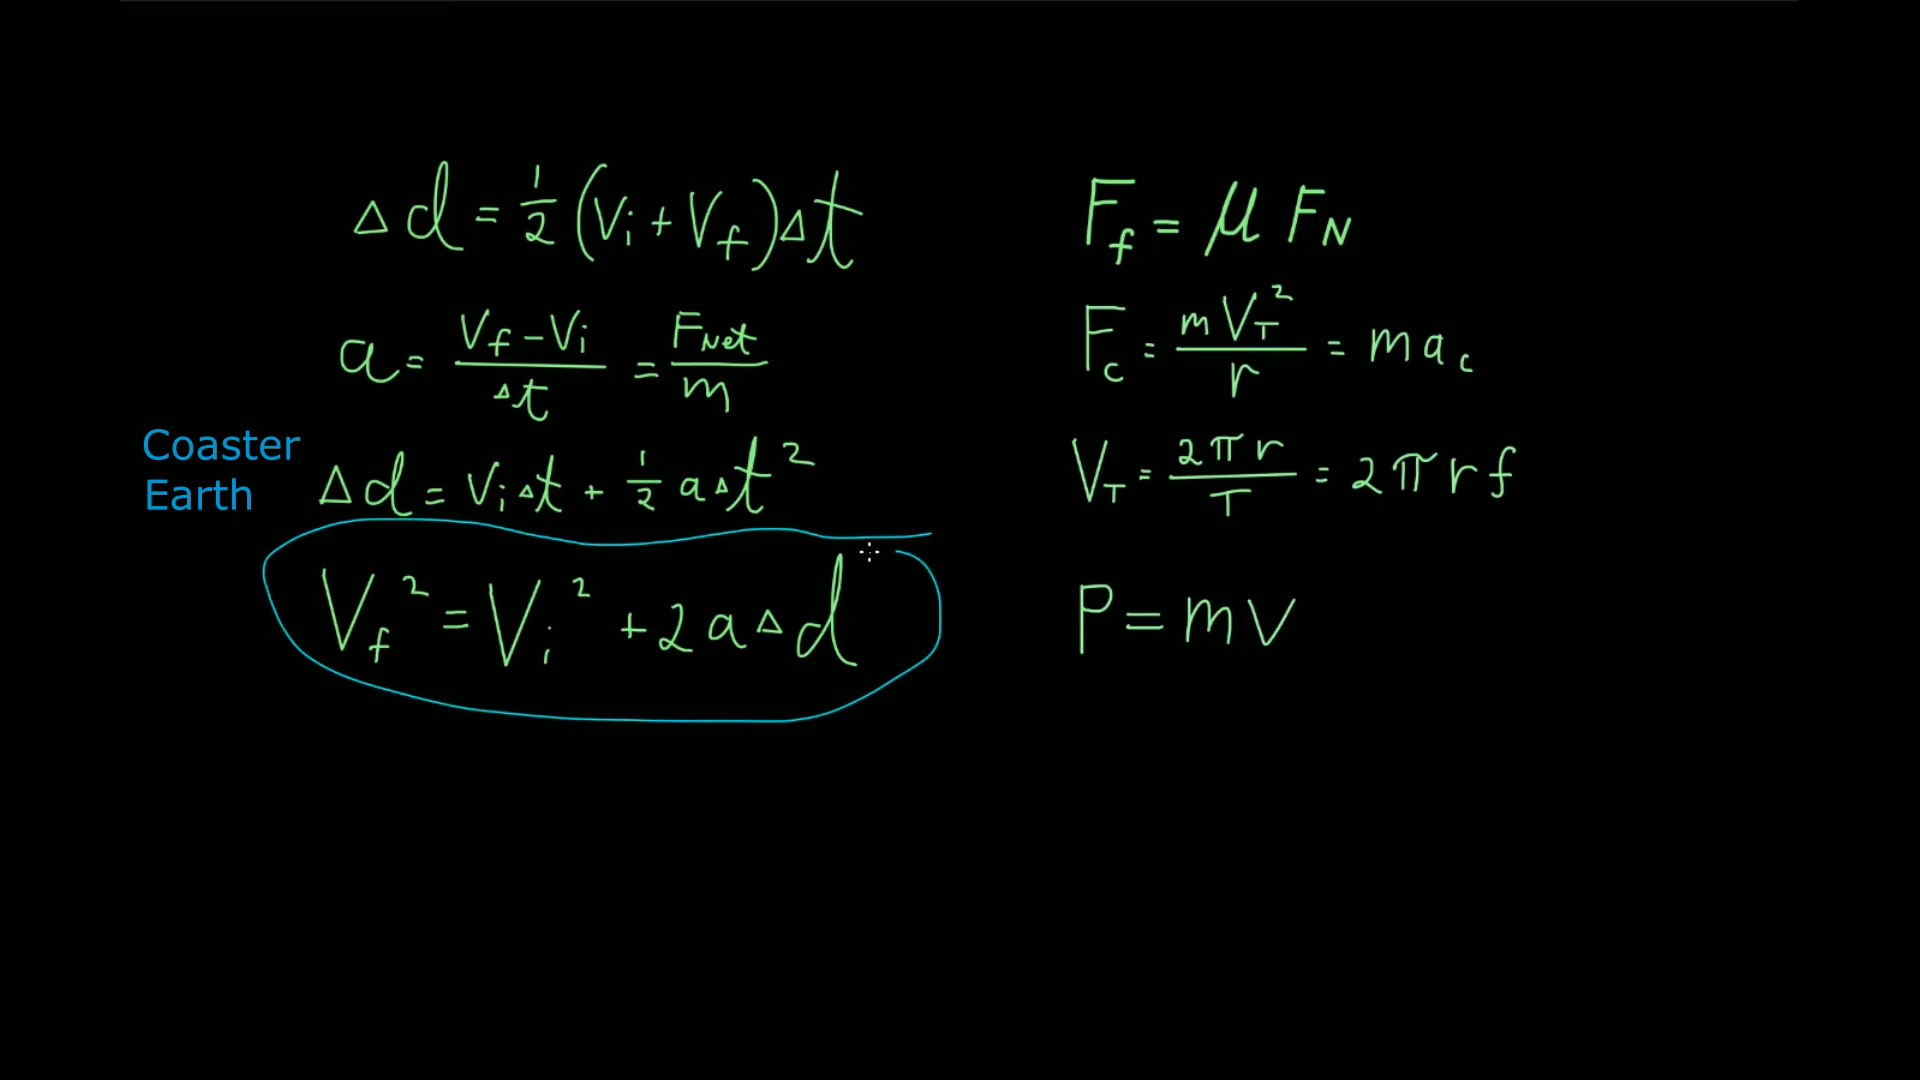 Δd = 1/2 (Vi + Vf) Δt
a = (Vf - Vi)/Δt = FNet/m
Coaster
Earth
Δd = ViΔt + 1/2 aΔt²
Vf² = Vi² + 2aΔd
Ff = μ FN
Fc = mVT²/r = mac
VT = 2πr/T = 2πrf
P = mV